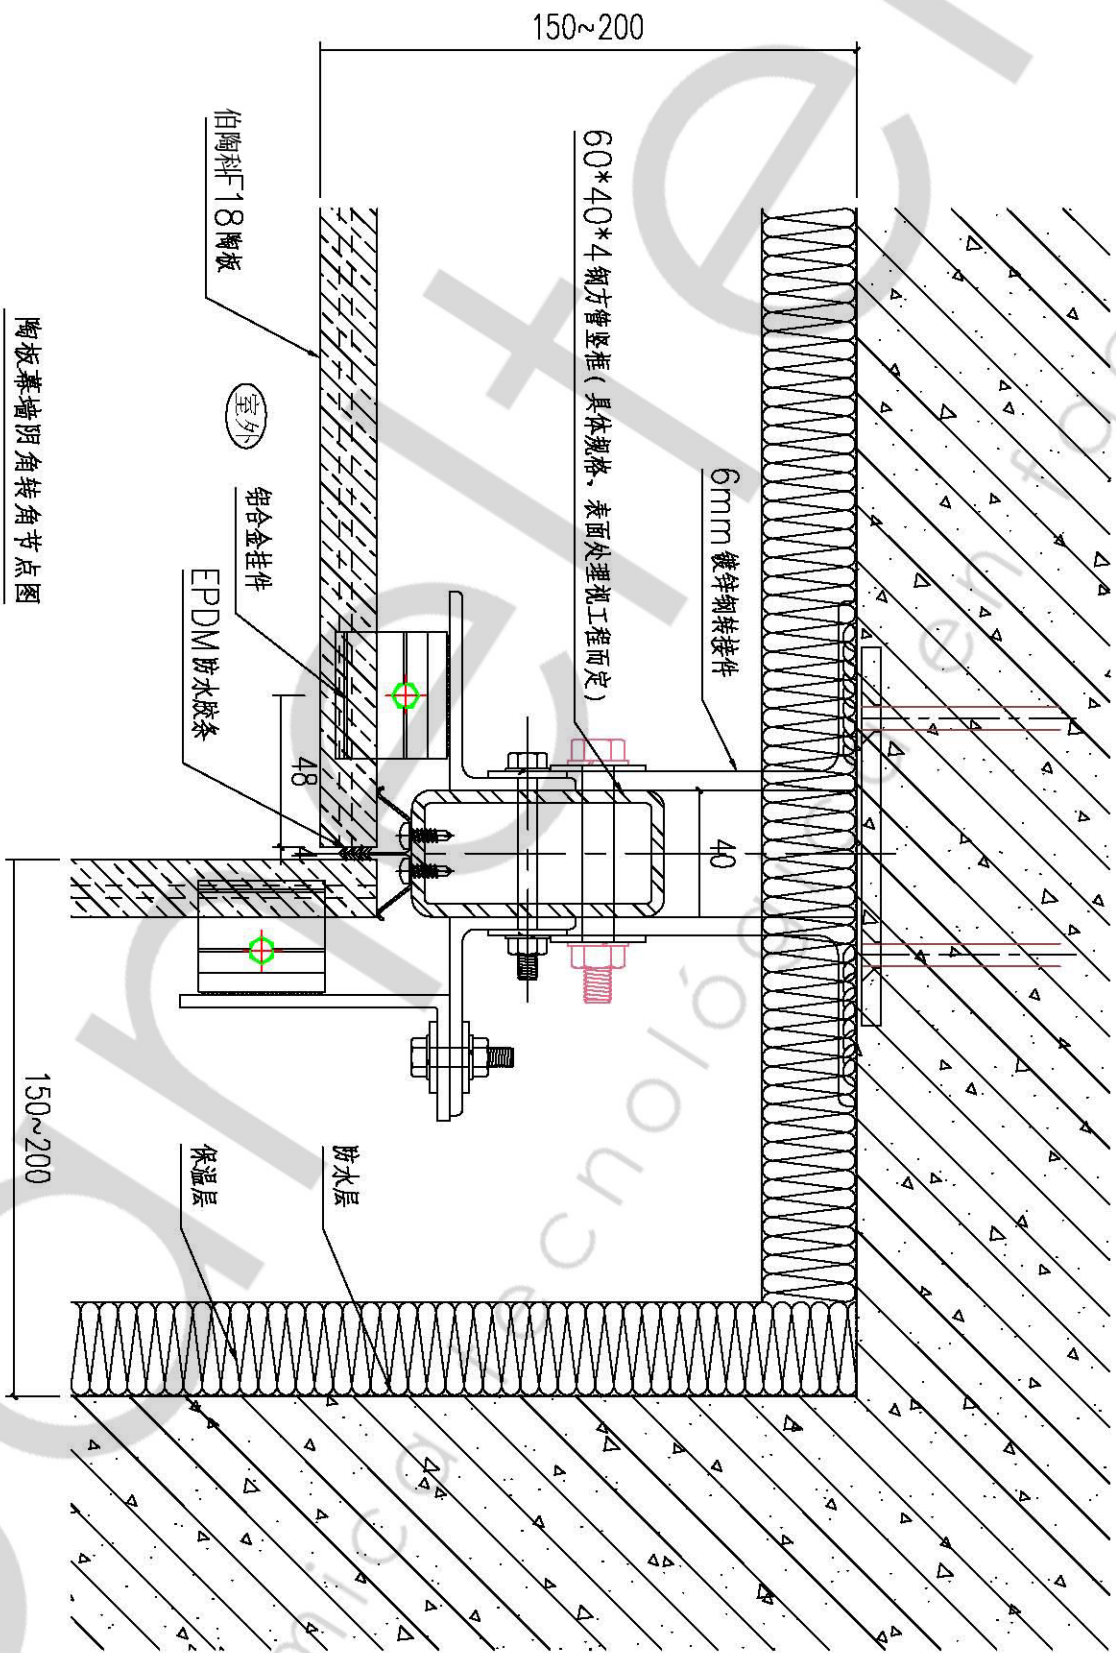 150~200
60*40*4钢方管竖框(具体规格、表面处理视工程而定)
6mm镀锌钢转接件
伯陶科F18陶板
室外
铝合金挂件
EPDM防水胶条
48
40
防水层
保温层
150~200
陶板幕墙阴角转角节点图